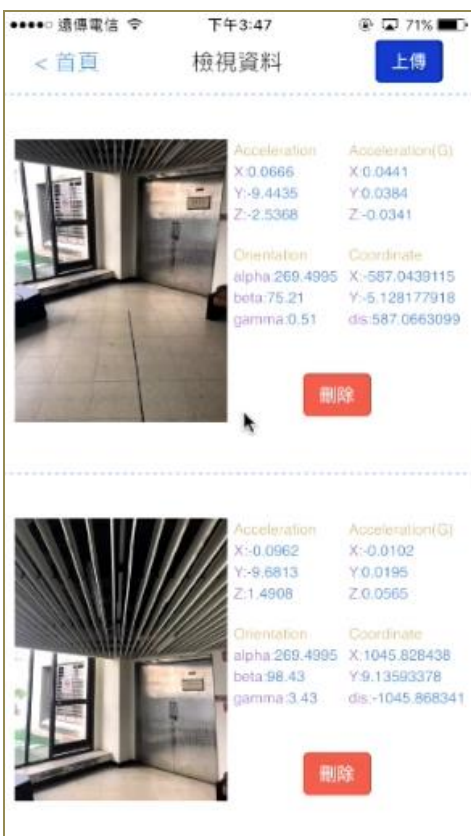 遠傳電信 下午3:47 71%
< 首頁 檢視資料 上傳
Acceleration Acceleration(G)
X:0.0666 X:0.0441
Y:-9.4435 Y:0.0384
Z:-2.5368 Z:-0.0341
Orientation Coordinate
alpha:269.4995 X:-587.0439115
beta:75.21 Y:-5.128177918
gamma:0.51 dis:587.0663099
刪除
Acceleration Acceleration(G)
X:-0.0962 X:-0.0102
Y:-9.6813 Y:0.0195
Z:1.4908 Z:0.0565
Orientation Coordinate
alpha:269.4995 X:1045.828438
beta:98.43 Y:9.13593378
gamma:3.43 dis:-1045.868341
刪除